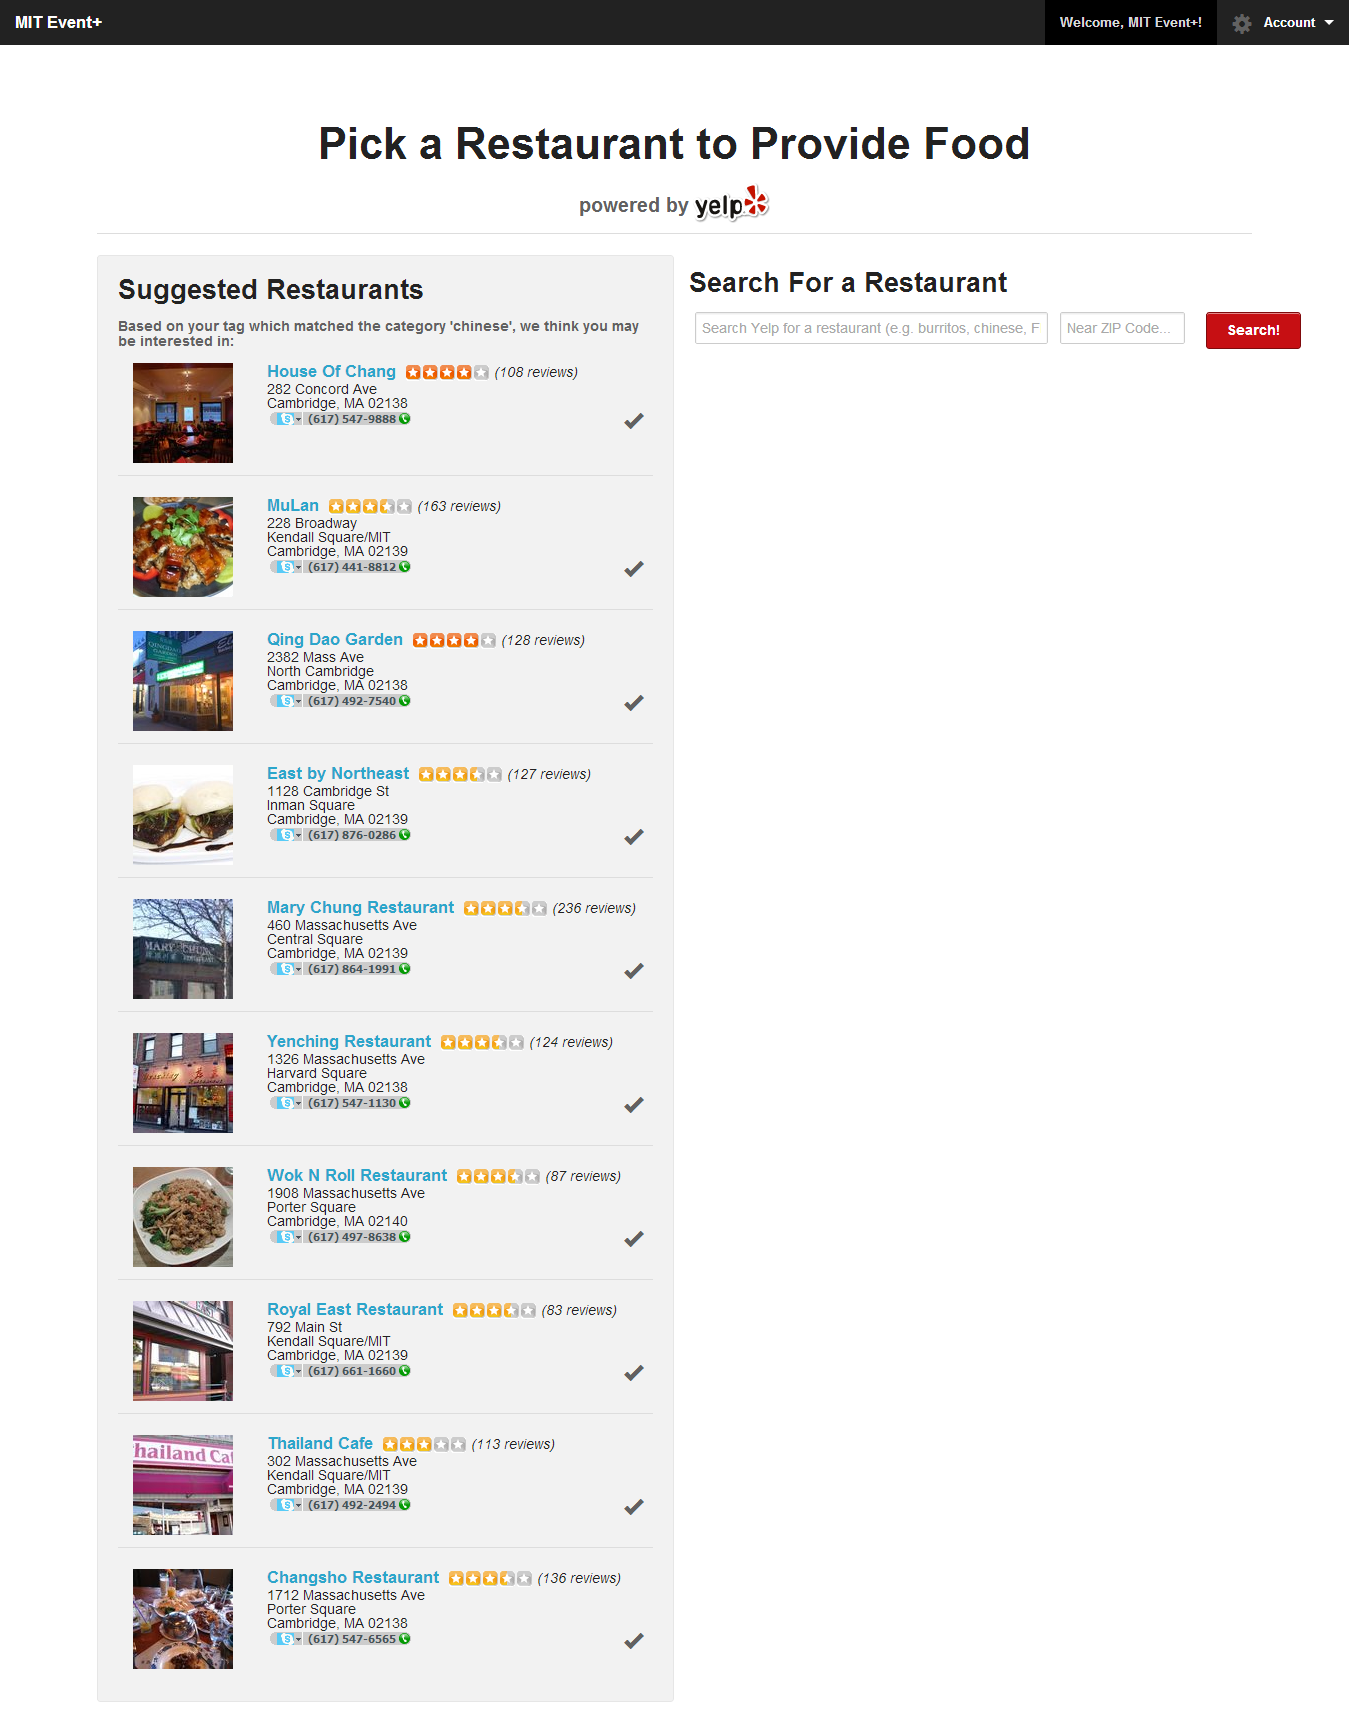 MIT Event+
Welcome, MIT Event+!
Account
Pick a Restaurant to Provide Food
powered by yelp
Suggested Restaurants
Based on your tag which matched the category 'chinese', we think you may
be interested in:
House Of Chang (108 reviews)
282 Concord Ave
Cambridge, MA 02138
(617) 547-9888
MuLan (163 reviews)
228 Broadway
Kendall Square/MIT
Cambridge, MA 02139
(617) 441-8812
QINGDAO
GARDEN
Qing Dao Garden (128 reviews)
2382 Mass Ave
North Cambridge
Cambridge, MA 02138
(617) 492-7540
East by Northeast (127 reviews)
1128 Cambridge St
Inman Square
Cambridge, MA 02139
(617) 876-0286
MARY CHUNG
RESTAURANT
Mary Chung Restaurant (236 reviews)
460 Massachusetts Ave
Central Square
Cambridge, MA 02139
(617) 864-1991
Yenching Restaurant (124 reviews)
1326 Massachusetts Ave
Harvard Square
Cambridge, MA 02138
(617) 547-1130
Wok N Roll Restaurant (87 reviews)
1908 Massachusetts Ave
Porter Square
Cambridge, MA 02140
(617) 497-8638
EAST
Royal East Restaurant (83 reviews)
792 Main St
Kendall Square/MIT
Cambridge, MA 02139
(617) 661-1660
hailand Ca
Thailand Cafe (113 reviews)
302 Massachusetts Ave
Kendall Square/MIT
Cambridge, MA 02139
(617) 492-2494
Changsho Restaurant (136 reviews)
1712 Massachusetts Ave
Porter Square
Cambridge, MA 02138
(617) 547-6565
Search For a Restaurant
Search Yelp for a restaurant (e.g. burritos, chinese, F
Near ZIP Code...
Search!